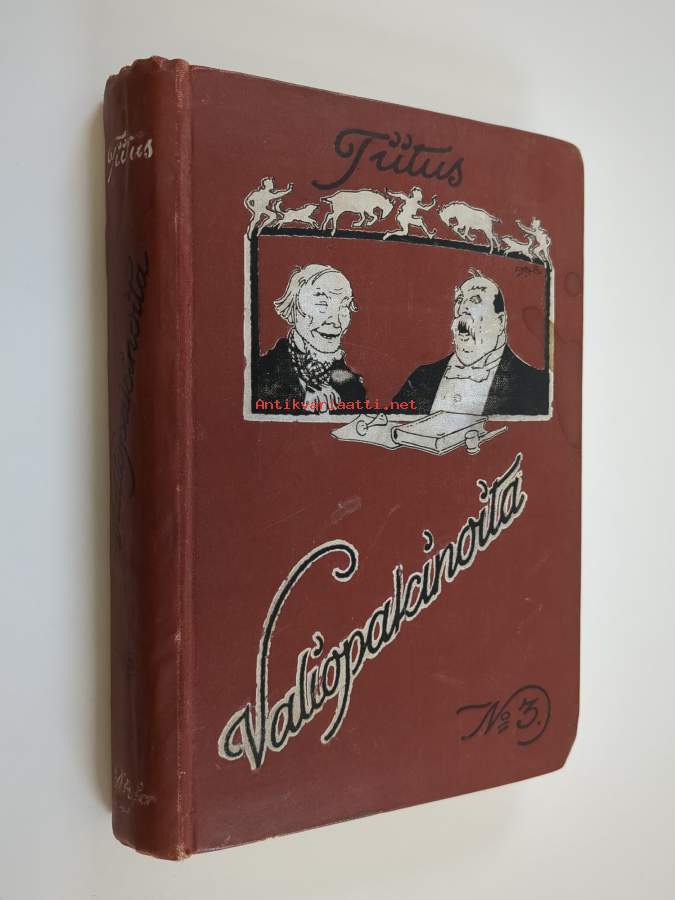 Tiitus
Valiopakinoita
No 3.
Tiitus
Valiopakinoita
Antikvariaatti.net